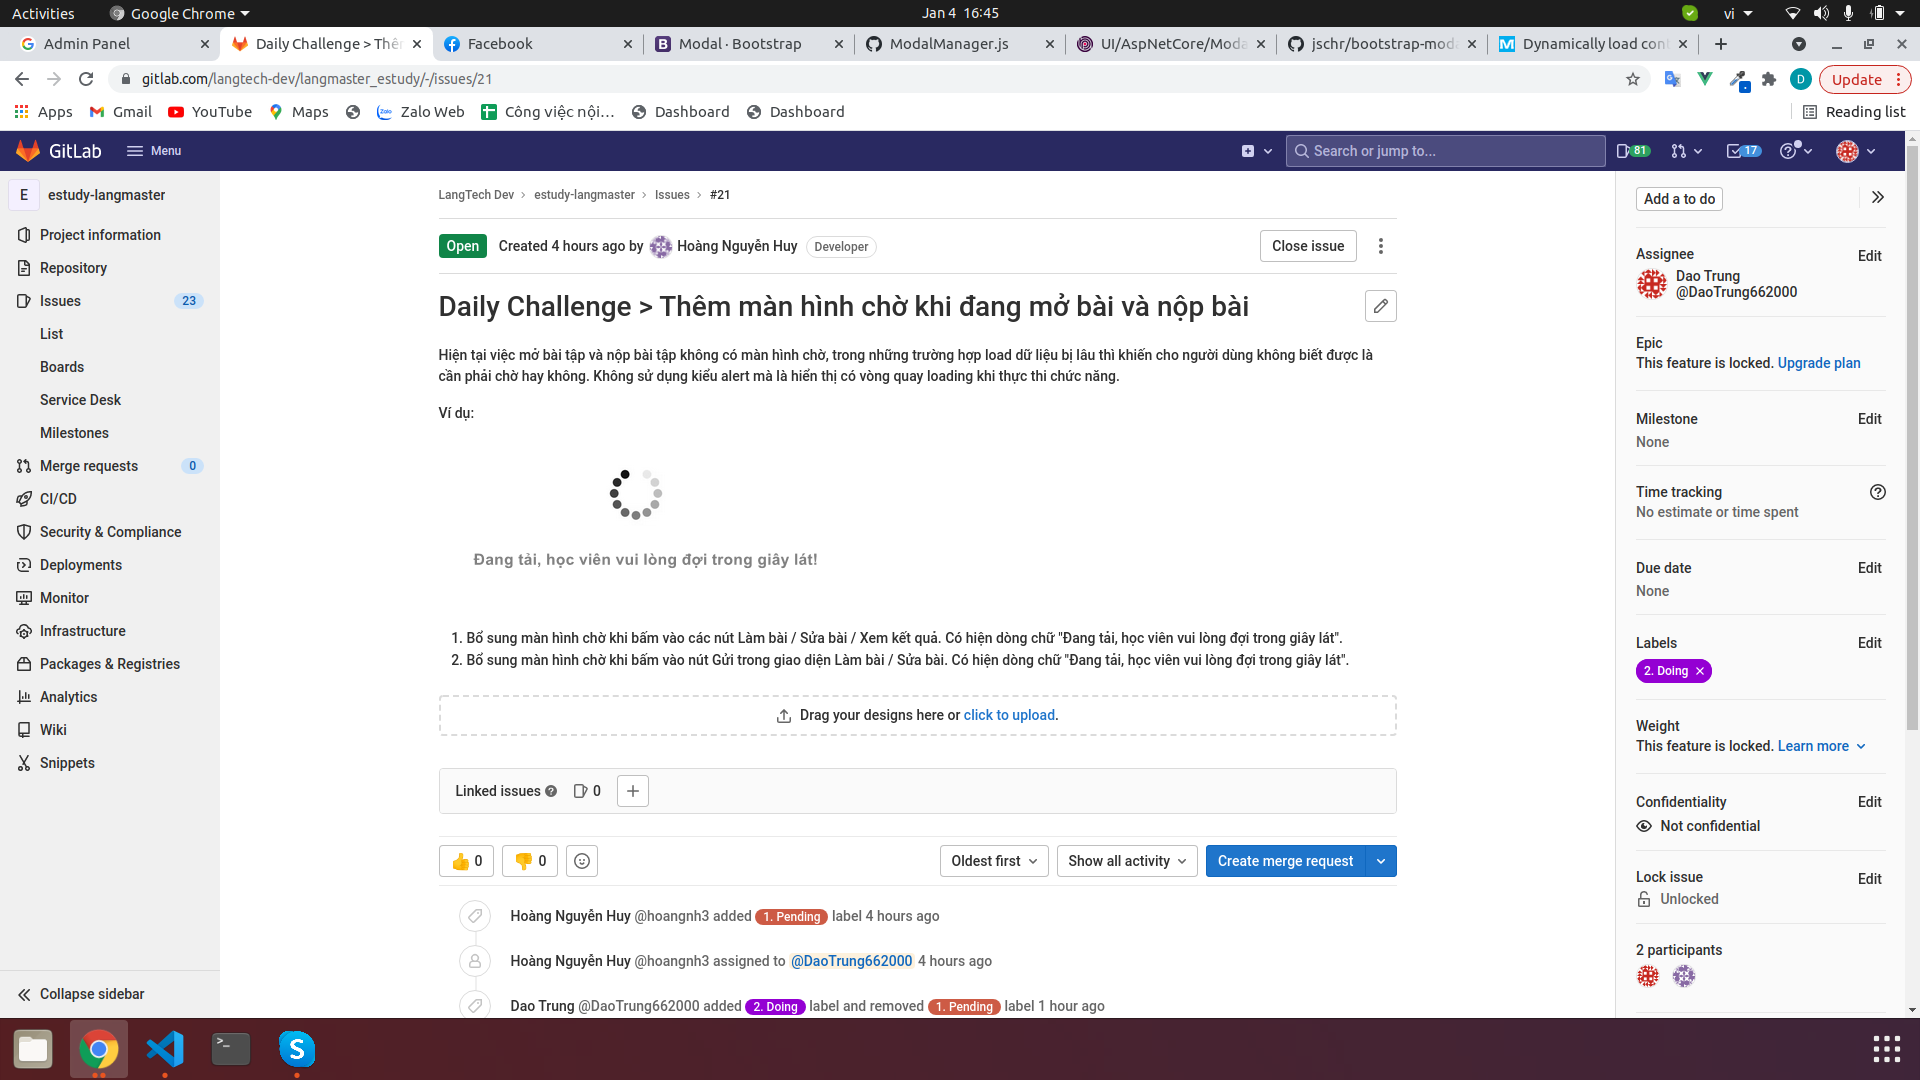 Activities
Google Chrome
Jan 4 16:45
vi
Admin Panel
Daily Challenge > Thê
Facebook
Modal · Bootstrap
ModalManager.js
UI/AspNetCore/Moda
jschr/bootstrap-moda
Dynamically load cont
gitlab.com/langtech-dev/langmaster_estudy/-/issues/21
D
Update
Apps
Gmail
YouTube
Maps
Zalo Web
Công việc nội…
Dashboard
Dashboard
Reading list
GitLab
Menu
Search or jump to...
81
17
E
estudy-langmaster
Project information
Repository
Issues
23
List
Boards
Service Desk
Milestones
Merge requests
0
CI/CD
Security & Compliance
Deployments
Monitor
Infrastructure
Packages & Registries
Analytics
Wiki
Snippets
Collapse sidebar
LangTech Dev > estudy-langmaster > Issues > #21
Open Created 4 hours ago by Hoàng Nguyễn Huy Developer
Close issue
Daily Challenge > Thêm màn hình chờ khi đang mở bài và nộp bài
Hiện tại việc mở bài tập và nộp bài tập không có màn hình chờ, trong những trường hợp load dữ liệu bị lâu thì khiến cho người dùng không biết được là
cần phải chờ hay không. Không sử dụng kiểu alert mà là hiển thị có vòng quay loading khi thực thi chức năng.
Ví dụ:
Đang tải, học viên vui lòng đợi trong giây lát!
1. Bổ sung màn hình chờ khi bấm vào các nút Làm bài / Sửa bài / Xem kết quả. Có hiện dòng chữ "Đang tải, học viên vui lòng đợi trong giây lát".
2. Bổ sung màn hình chờ khi bấm vào nút Gửi trong giao diện Làm bài / Sửa bài. Có hiện dòng chữ "Đang tải, học viên vui lòng đợi trong giây lát".
Drag your designs here or click to upload.
Linked issues
0
0
0
Oldest first
Show all activity
Create merge request
Hoàng Nguyễn Huy @hoangnh3 added 1. Pending label 4 hours ago
Hoàng Nguyễn Huy @hoangnh3 assigned to @DaoTrung662000 4 hours ago
Dao Trung @DaoTrung662000 added 2. Doing label and removed 1. Pending label 1 hour ago
Add a to do
Assignee
Edit
Dao Trung
@DaoTrung662000
Epic
This feature is locked. Upgrade plan
Milestone
Edit
None
Time tracking
No estimate or time spent
Due date
Edit
None
Labels
Edit
2. Doing
Weight
This feature is locked. Learn more
Confidentiality
Edit
Not confidential
Lock issue
Edit
Unlocked
2 participants